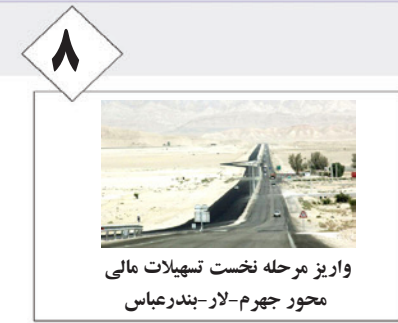 ۸
واریز مرحله نخست تسهیلات مالی
محور جهرم-لار-بندرعباس